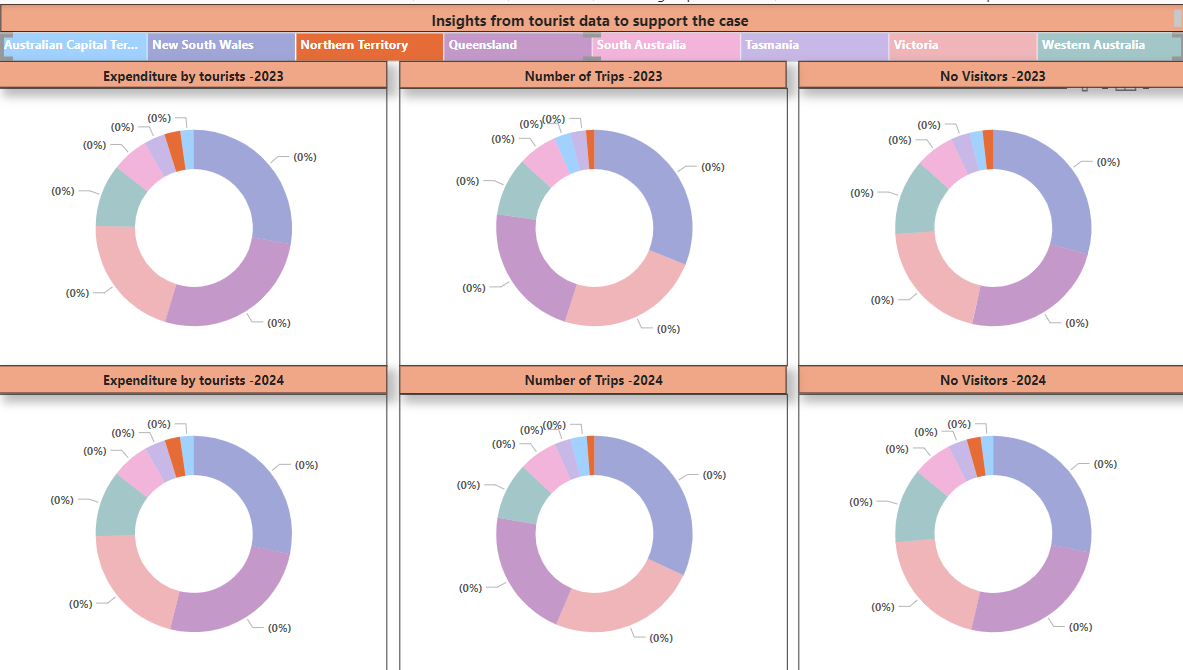 Insights from tourist data to support the case
Australian Capital Ter... New South Wales Northern Territory Queensland South Australia Tasmania Victoria Western Australia
Expenditure by tourists -2023 Number of Trips -2023 No Visitors -2023
(0%) (0%) (0%) (0%) (0%) (0%) (0%) (0%)
(0%) (0%) (0%) (0%) (0%) (0%) (0%)
(0%) (0%) (0%) (0%) (0%) (0%)
Expenditure by tourists -2024 Number of Trips -2024 No Visitors -2024
(0%) (0%) (0%) (0%) (0%) (0%) (0%) (0%)
(0%) (0%) (0%) (0%) (0%) (0%) (0%)
(0%) (0%) (0%) (0%) (0%) (0%) (0%)